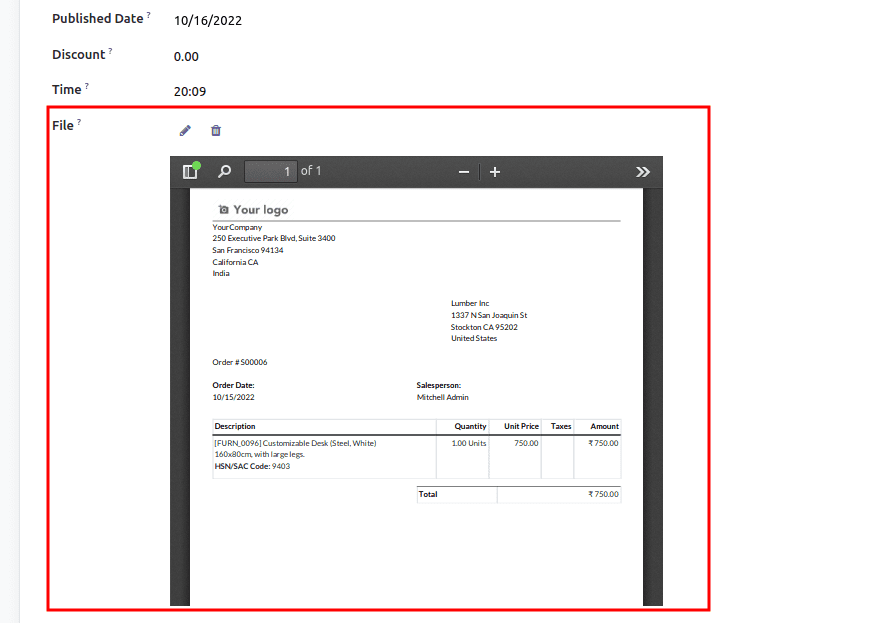 Published Date ? 10/16/2022
Discount ? 0.00
Time ? 20:09
File ?
1 of 1
Your logo
YourCompany
250 Executive Park Blvd, Suite 3400
San Francisco 94134
California CA
India
Lumber Inc
1337 N San Joaquin St
Stockton CA 95202
United States
Order # S00006
Order Date: Salesperson:
10/15/2022 Mitchell Admin
Description Quantity Unit Price Taxes Amount
[FURN_0096] Customizable Desk (Steel, White) 1.00 Units 750.00 ₹ 750.00
160x80cm, with large legs.
HSN/SAC Code: 9403
Total ₹ 750.00